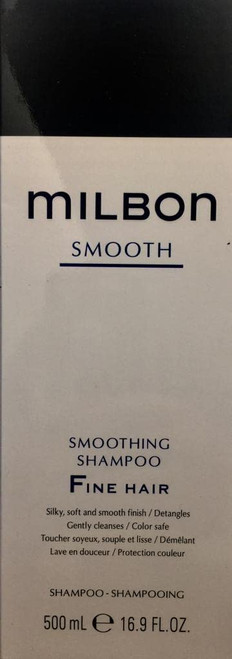 milbon
SMOOTH
SMOOTHING
SHAMPOO
FINE HAIR
Silky, soft and smooth finish / Detangles
Gently cleanses / Color safe
Toucher soyeux, souple et lisse / Démêlant
Lave en douceur / Protection couleur
SHAMPOO - SHAMPOOING
500 mL ℮ 16.9 FL.OZ.